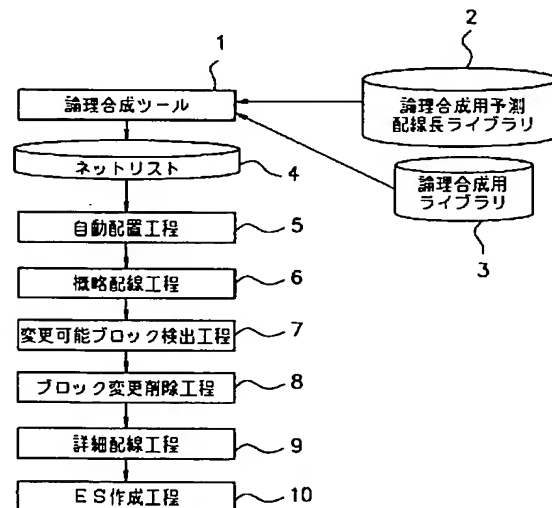 1
論理合成ツール
2
論理合成用予測
配線長ライブラリ
論理合成用
ライブラリ
3
ネットリスト
4
自動配置工程
5
概略配線工程
6
変更可能ブロック検出工程
7
ブロック変更削除工程
8
詳細配線工程
9
ES作成工程
10